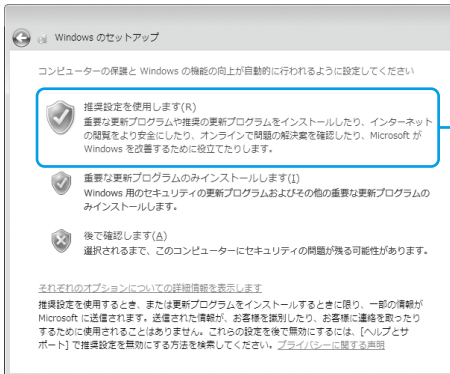 Windows のセットアップ
コンピューターの保護と Windows の機能の向上が自動的に行われるように設定してください
推奨設定を使用します(R)
重要な更新プログラムや推奨の更新プログラムをインストールしたり、インターネット
の閲覧をより安全にしたり、オンラインで問題の解決案を確認したり、Microsoft が
Windows を改善するために役立てたりします。
重要な更新プログラムのみインストールします(I)
Windows 用のセキュリティの更新プログラムおよびその他の重要な更新プログラムの
みインストールします。
後で確認します(A)
選択されるまで、このコンピューターにセキュリティの問題が残る可能性があります。
それぞれのオプションについての詳細情報を表示します
推奨設定を使用するとき、または更新プログラムをインストールするときに限り、一部の情報が
Microsoft に送信されます。送信された情報が、お客様を識別したり、お客様に連絡を取ったり
するために使用されることはありません。これらの設定を後で無効にするには、[ヘルプとサ
ポート] で推奨設定を無効にする方法を検索してください。プライバシーに関する声明